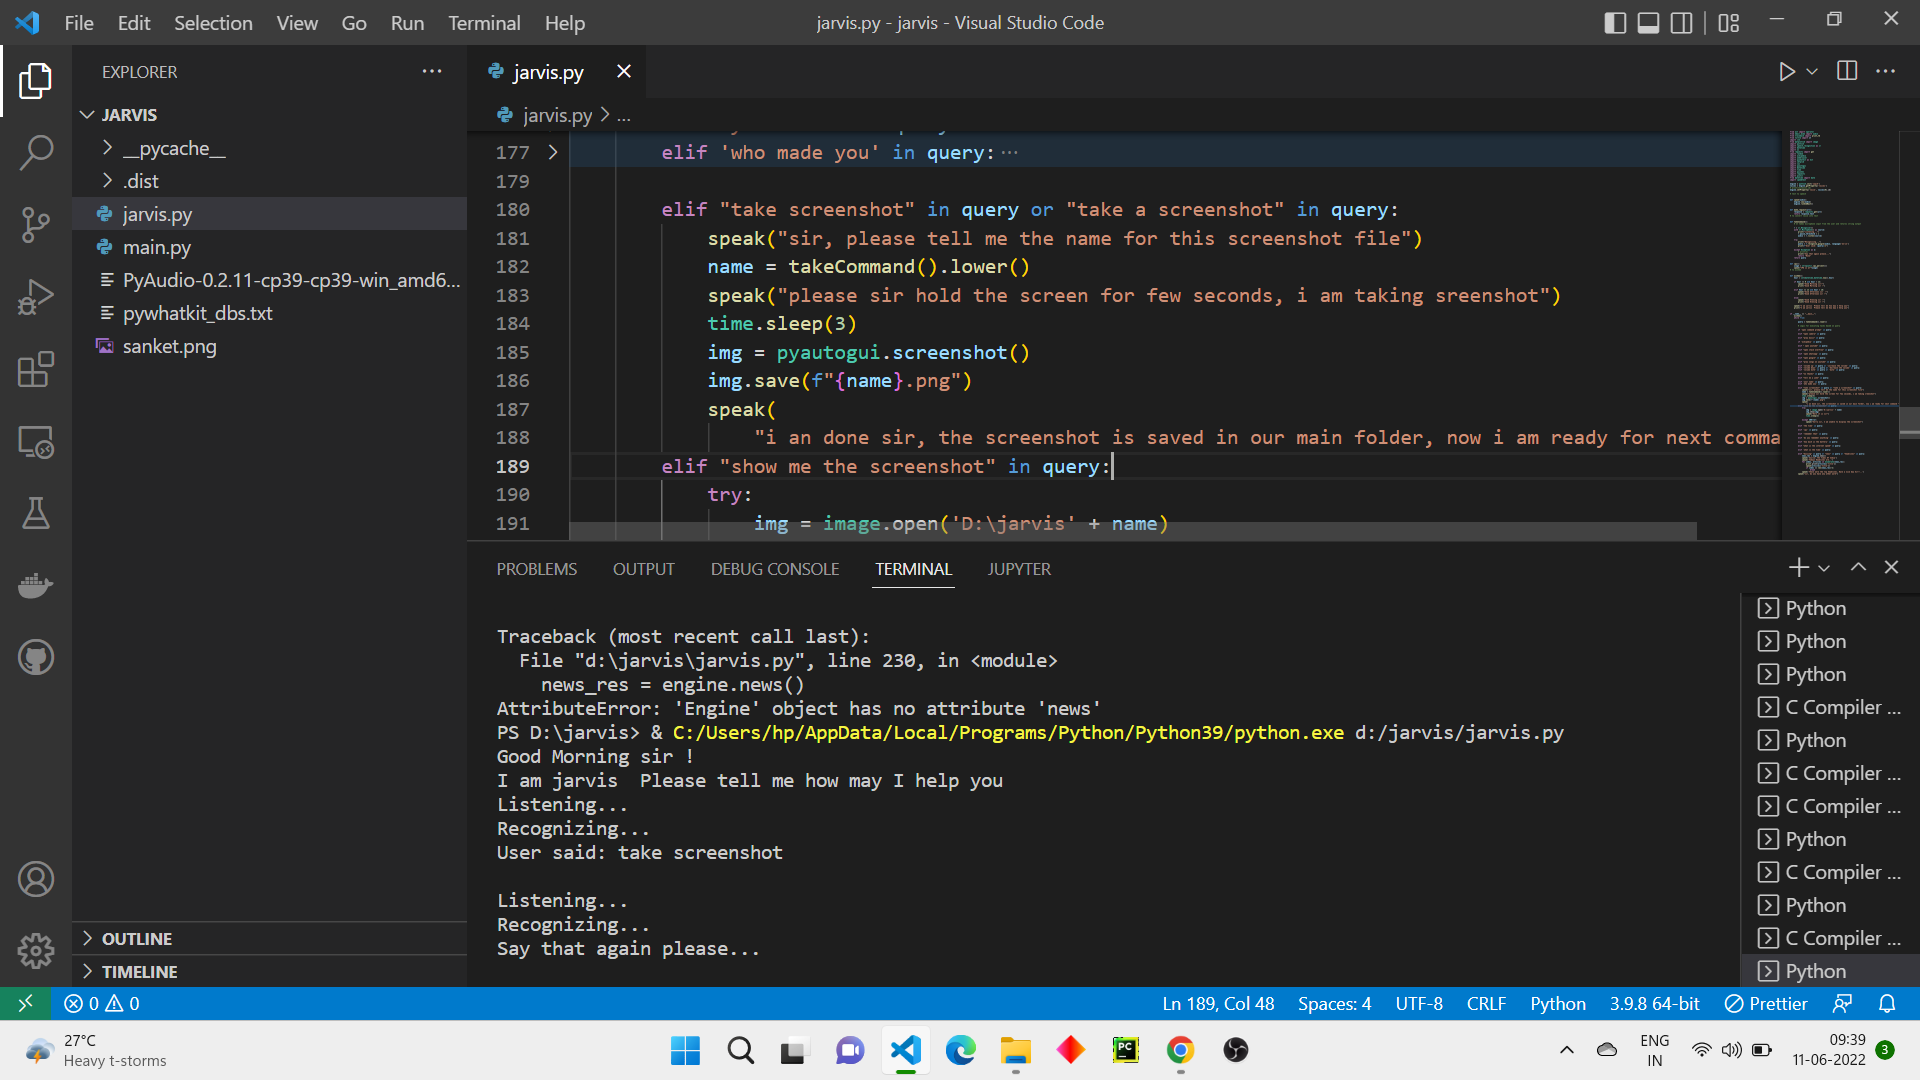 File Edit Selection View Go Run Terminal Help
jarvis.py - jarvis - Visual Studio Code
EXPLORER
JARVIS
__pycache__
.dist
jarvis.py
main.py
PyAudio-0.2.11-cp39-cp39-win_amd6...
pywhatkit_dbs.txt
sanket.png
OUTLINE
TIMELINE
jarvis.py
jarvis.py > ...
177 elif 'who made you' in query:···
179
180 elif "take screenshot" in query or "take a screenshot" in query:
181 speak("sir, please tell me the name for this screenshot file")
182 name = takeCommand().lower()
183 speak("please sir hold the screen for few seconds, i am taking sreenshot")
184 time.sleep(3)
185 img = pyautogui.screenshot()
186 img.save(f"{name}.png")
187 speak(
188 "i an done sir, the screenshot is saved in our main folder, now i am ready for next comma
189 elif "show me the screenshot" in query:
190 try:
191 img = image.open('D:\jarvis' + name)
PROBLEMS OUTPUT DEBUG CONSOLE TERMINAL JUPYTER
Traceback (most recent call last):
File "d:\jarvis\jarvis.py", line 230, in <module>
news_res = engine.news()
AttributeError: 'Engine' object has no attribute 'news'
PS D:\jarvis> & C:/Users/hp/AppData/Local/Programs/Python/Python39/python.exe d:/jarvis/jarvis.py
Good Morning sir !
I am jarvis  Please tell me how may I help you
Listening...
Recognizing...
User said: take screenshot
Listening...
Recognizing...
Say that again please...
Python
Python
Python
C Compiler ...
Python
C Compiler ...
C Compiler ...
Python
C Compiler ...
Python
C Compiler ...
Python
0 0
Ln 189, Col 48 Spaces: 4 UTF-8 CRLF Python 3.9.8 64-bit Prettier
27°C
Heavy t-storms
PC
ENG
IN
09:39
11-06-2022
3